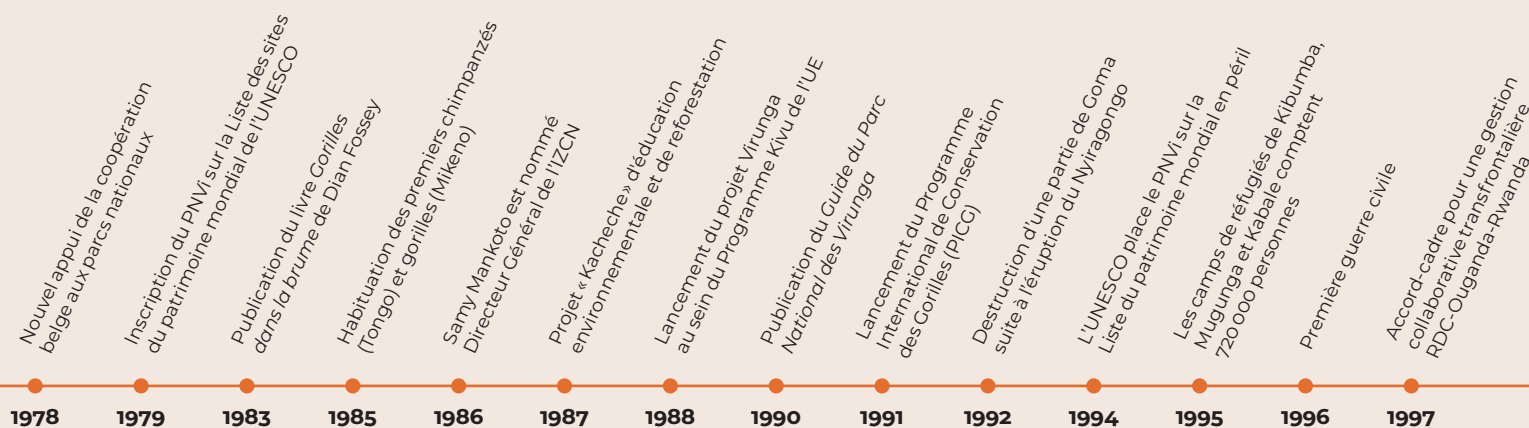 Nouvel appui de la coopération
belge aux parcs nationaux
1978
Inscription du PNVi sur la Liste des sites
du patrimoine mondial de l'UNESCO
1979
Publication du livre Gorilles
dans la brume de Dian Fossey
1983
Habituation des premiers chimpanzés
(Tongo) et gorilles (Mikeno)
1985
Samy Mankoto est nommé
Directeur Général de l'IZCN
1986
Projet « Kacheche » d'éducation
environnementale et de reforestation
1987
Lancement du projet Virunga
au sein du Programme Kivu de l'UE
1988
Publication du Guide du Parc
National des Virunga
1990
Lancement du Programme
International de Conservation
des Gorilles (PICG)
1991
Destruction d'une partie de Goma
suite à l'éruption du Nyiragongo
1992
L'UNESCO place le PNVi sur la
Liste du patrimoine mondial en péril
1994
Les camps de réfugiés de Kibumba,
Mugunga et Kabale comptent
720 000 personnes
1995
Première guerre civile
1996
Accord-cadre pour une gestion
collaborative transfrontalière
RDC-Ouganda-Rwanda
1997